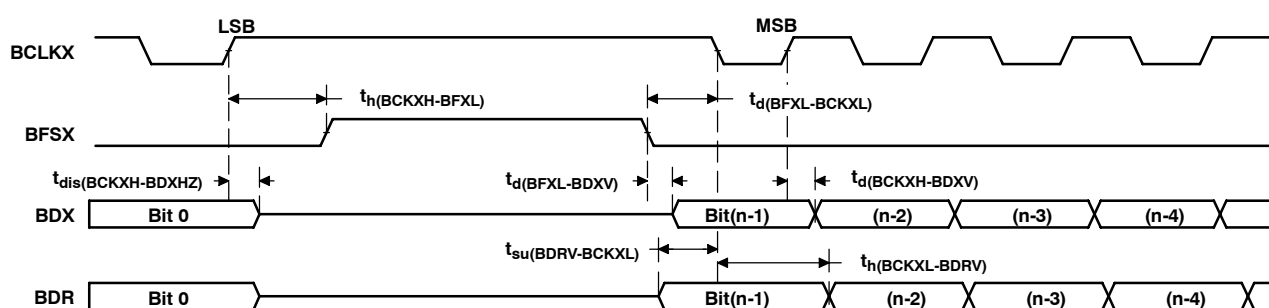 LSB MSB
BCLKX
th(BCKXH-BFXL) td(BFXL-BCKXL)
BFSX
tdis(BCKXH-BDXHZ) td(BFXL-BDXV) td(BCKXH-BDXV)
BDX Bit 0 Bit(n-1) (n-2) (n-3) (n-4)
tsu(BDRV-BCKXL) th(BCKXL-BDRV)
BDR Bit 0 Bit(n-1) (n-2) (n-3) (n-4)